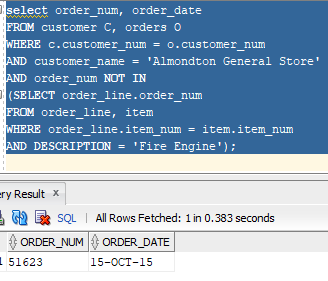 select order_num, order_date
FROM customer C, orders O
WHERE c.customer_num = o.customer_num
AND customer_name = 'Almondton General Store'
AND order_num NOT IN
(SELECT order_line.order_num
FROM order_line, item
WHERE order_line.item_num = item.item_num
AND DESCRIPTION = 'Fire Engine');
ery Result x
SQL | All Rows Fetched: 1 in 0.383 seconds
ORDER_NUM ORDER_DATE
1 51623 15-OCT-15